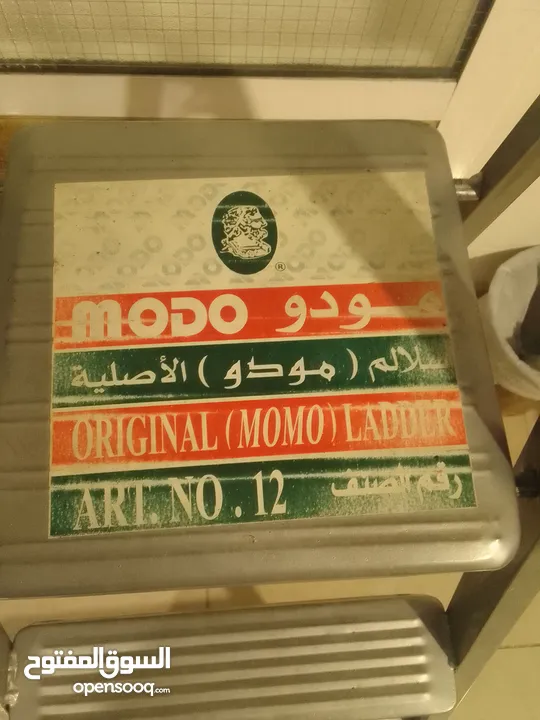 MODO مودو
سلالم ( مودو ) الأصلية
ORIGINAL (MOMO) LADDER
ART. NO . 12 رقم الصنف
السوق المفتوح
opensooq.com